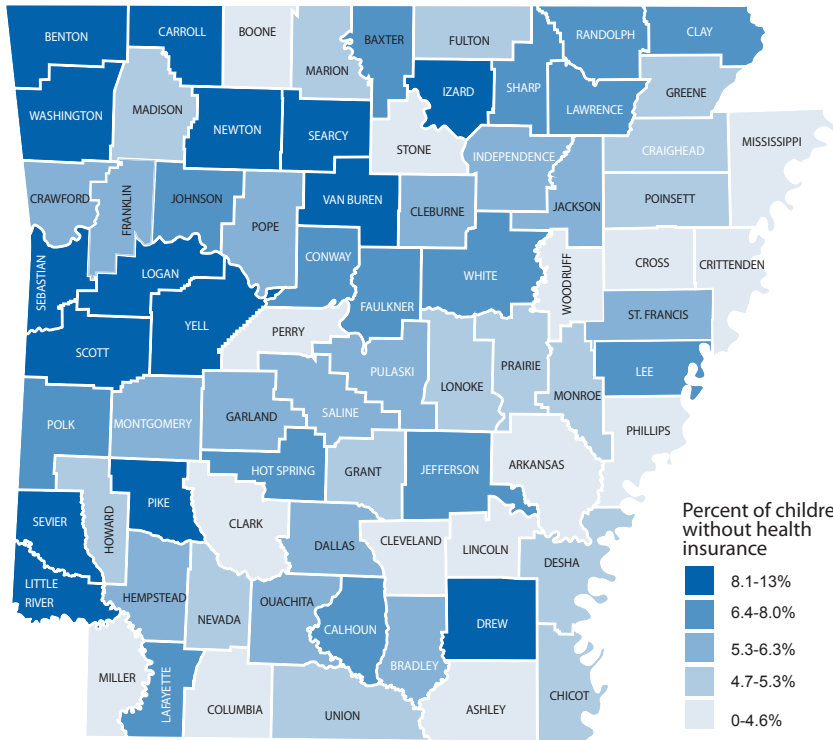 BENTON
CARROLL
BOONE
MARION
BAXTER
FULTON
RANDOLPH
CLAY
IZARD
SHARP
LAWRENCE
GREENE
WASHINGTON
MADISON
NEWTON
SEARCY
STONE
INDEPENDENCE
CRAIGHEAD
MISSISSIPPI
CRAWFORD
FRANKLIN
JOHNSON
POPE
VAN BUREN
CLEBURNE
JACKSON
POINSETT
SEBASTIAN
LOGAN
CONWAY
FAULKNER
WHITE
WOODRUFF
CROSS
CRITTENDEN
SCOTT
YELL
PERRY
PULASKI
LONOKE
PRAIRIE
MONROE
ST. FRANCIS
LEE
POLK
MONTGOMERY
GARLAND
SALINE
PHILLIPS
HOT SPRING
GRANT
JEFFERSON
ARKANSAS
SEVIER
HOWARD
PIKE
CLARK
DALLAS
CLEVELAND
LINCOLN
DESHA
LITTLE
RIVER
HEMPSTEAD
NEVADA
OUACHITA
CALHOUN
BRADLEY
DREW
MILLER
LAFAYETTE
COLUMBIA
UNION
ASHLEY
CHICOT
Percent of children
without health
insurance
8.1-13%
6.4-8.0%
5.3-6.3%
4.7-5.3%
0-4.6%